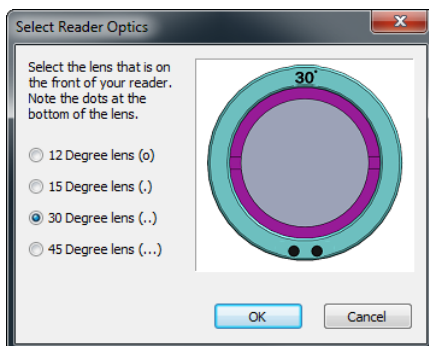 Select Reader Optics
Select the lens that is on
the front of your reader.
Note the dots at the
bottom of the lens.
12 Degree lens (o)
15 Degree lens (.)
30 Degree lens (..)
45 Degree lens (...)
30°
OK
Cancel